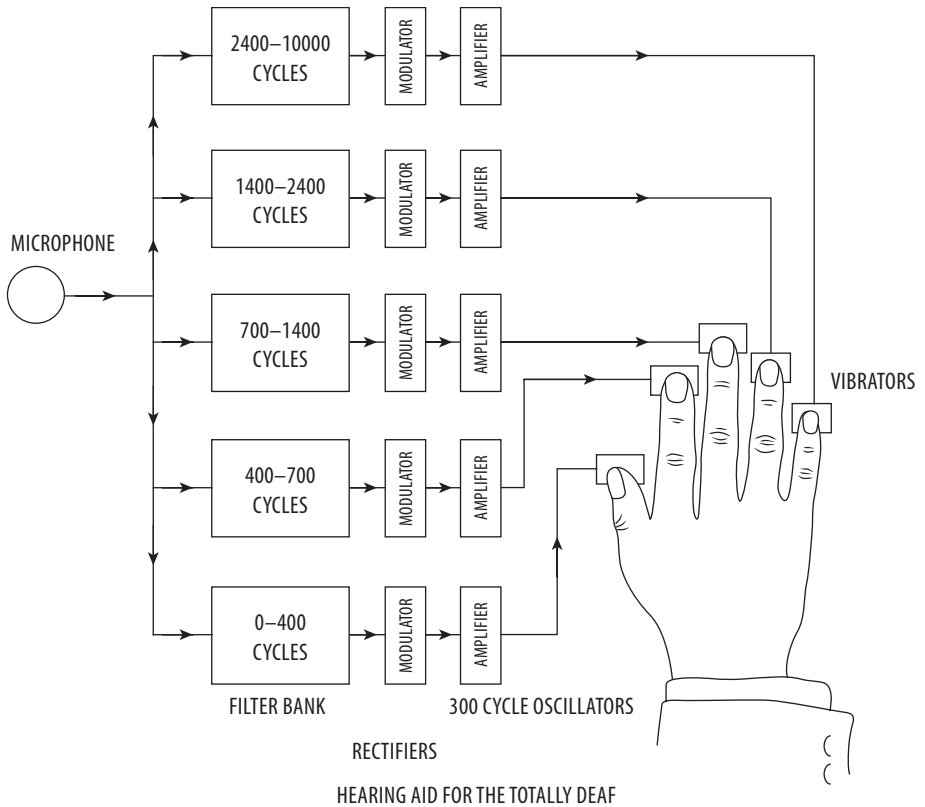 2400–10000
CYCLES
MODULATOR
AMPLIFIER
1400–2400
CYCLES
MODULATOR
AMPLIFIER
MICROPHONE
700–1400
CYCLES
MODULATOR
AMPLIFIER
VIBRATORS
400–700
CYCLES
MODULATOR
AMPLIFIER
0–400
CYCLES
MODULATOR
AMPLIFIER
FILTER BANK
300 CYCLE OSCILLATORS
RECTIFIERS
HEARING AID FOR THE TOTALLY DEAF